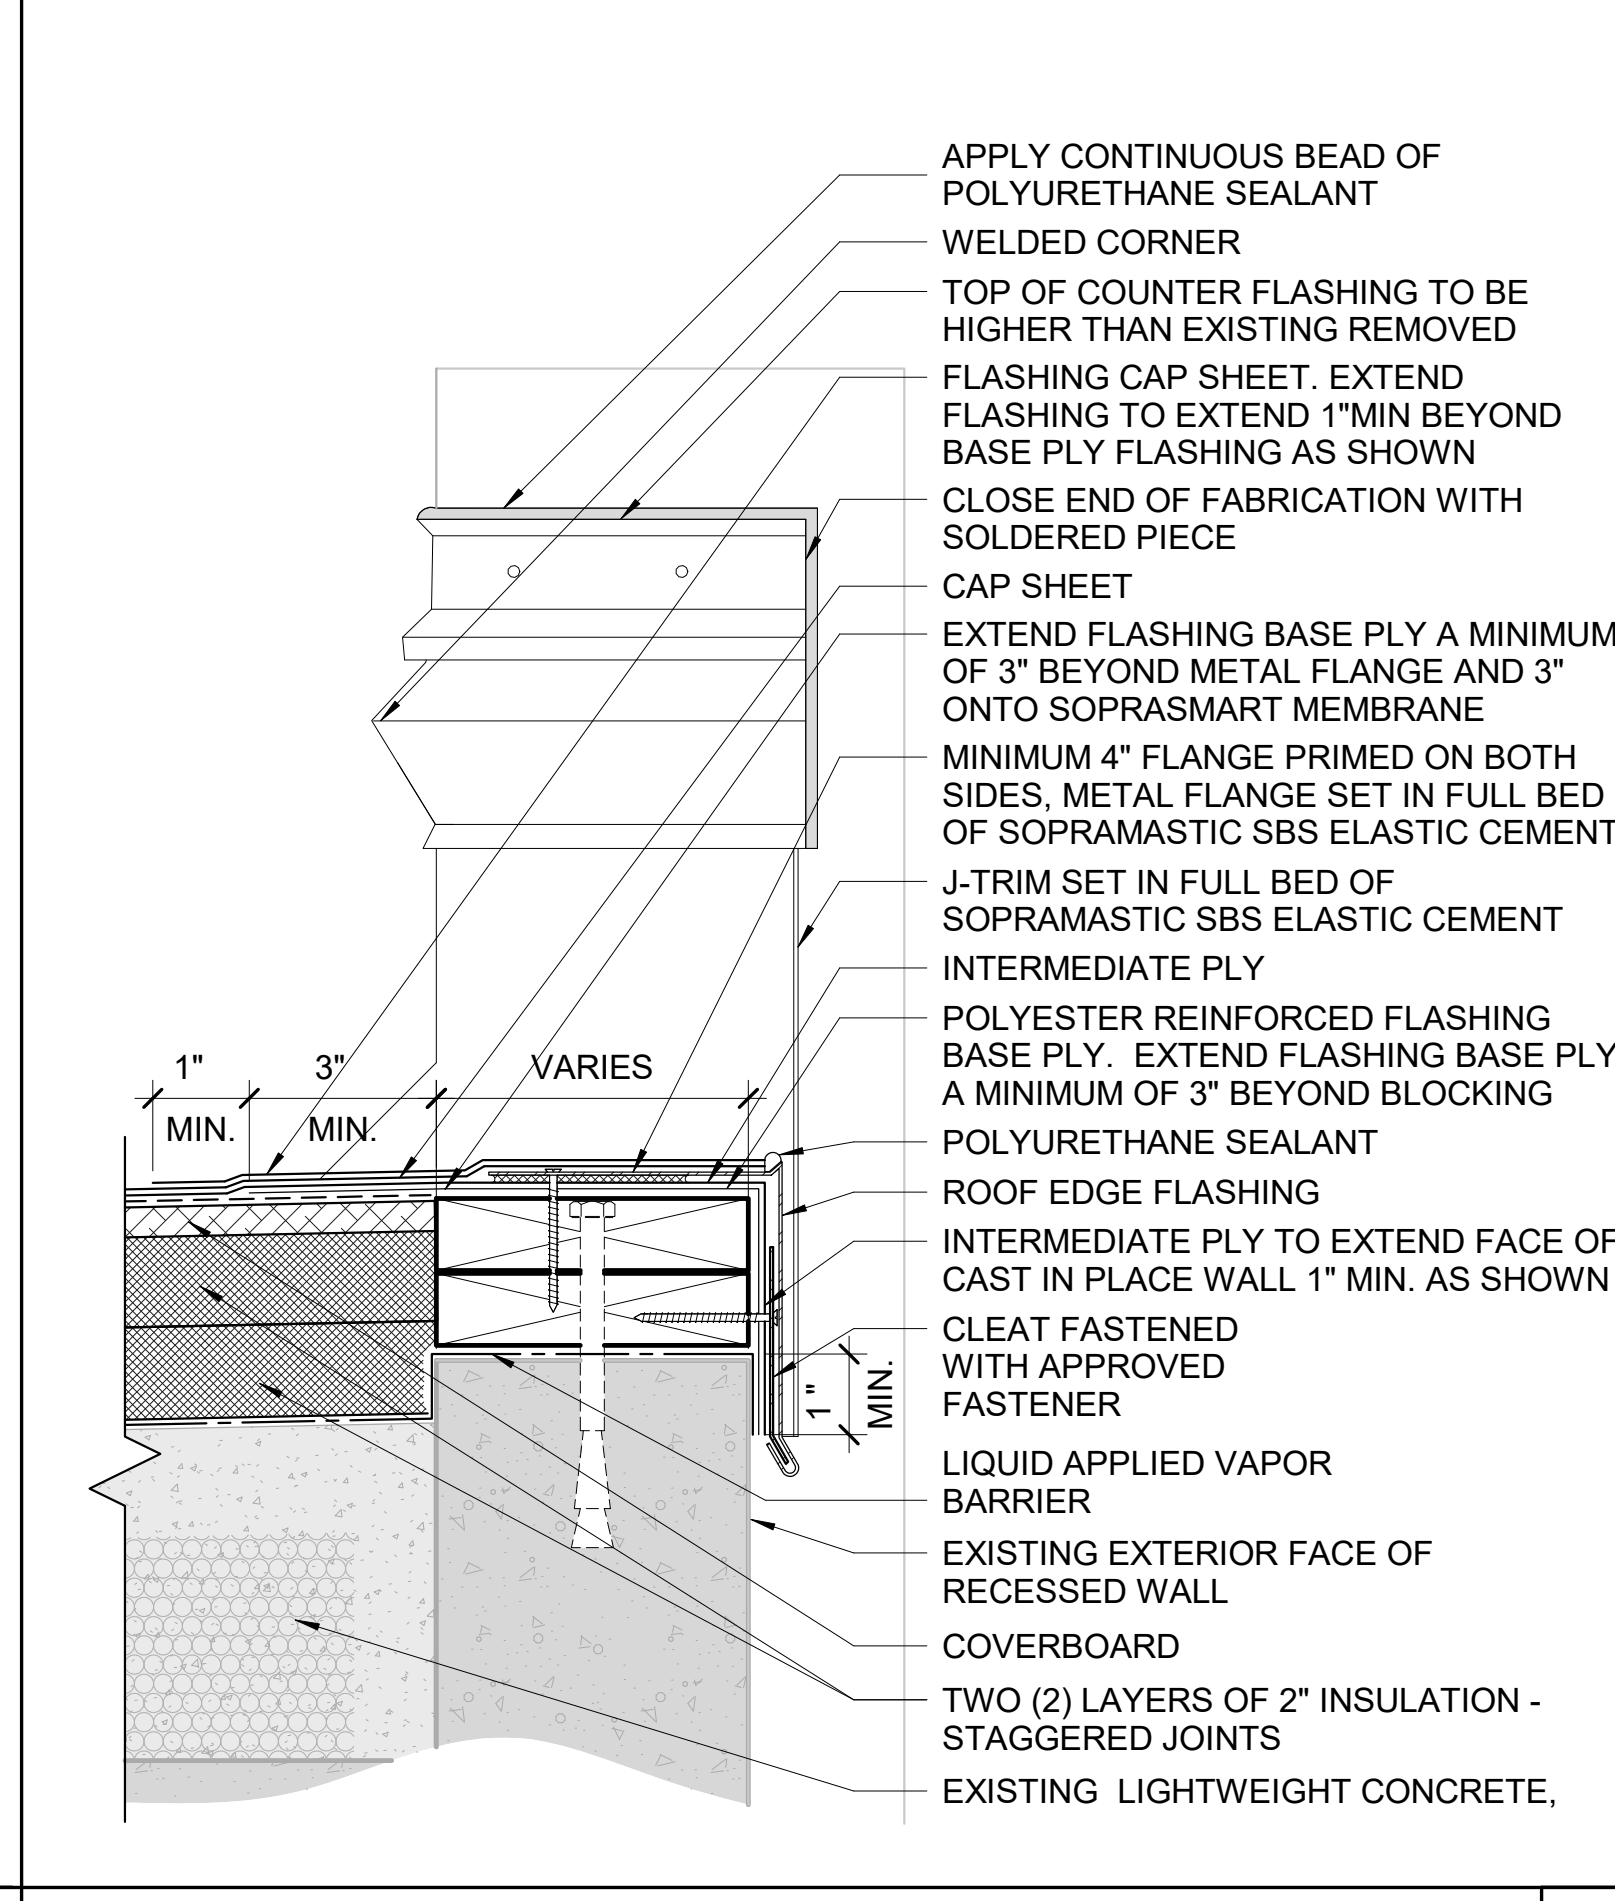 APPLY CONTINUOUS BEAD OF
POLYURETHANE SEALANT
WELDED CORNER
TOP OF COUNTER FLASHING TO BE
HIGHER THAN EXISTING REMOVED
FLASHING CAP SHEET. EXTEND
FLASHING TO EXTEND 1"MIN BEYOND
BASE PLY FLASHING AS SHOWN
CLOSE END OF FABRICATION WITH
SOLDERED PIECE
CAP SHEET
EXTEND FLASHING BASE PLY A MINIMUM
OF 3" BEYOND METAL FLANGE AND 3"
ONTO SOPRASMART MEMBRANE
MINIMUM 4" FLANGE PRIMED ON BOTH
SIDES, METAL FLANGE SET IN FULL BED
OF SOPRAMASTIC SBS ELASTIC CEMENT
J-TRIM SET IN FULL BED OF
SOPRAMASTIC SBS ELASTIC CEMENT
INTERMEDIATE PLY
POLYESTER REINFORCED FLASHING
BASE PLY. EXTEND FLASHING BASE PLY
A MINIMUM OF 3" BEYOND BLOCKING
POLYURETHANE SEALANT
ROOF EDGE FLASHING
INTERMEDIATE PLY TO EXTEND FACE OF
CAST IN PLACE WALL 1" MIN. AS SHOWN
CLEAT FASTENED
WITH APPROVED
FASTENER
LIQUID APPLIED VAPOR
BARRIER
EXISTING EXTERIOR FACE OF
RECESSED WALL
COVERBOARD
TWO (2) LAYERS OF 2" INSULATION -
STAGGERED JOINTS
EXISTING LIGHTWEIGHT CONCRETE,
1"
MIN.
3"
MIN.
VARIES
1"
MIN.